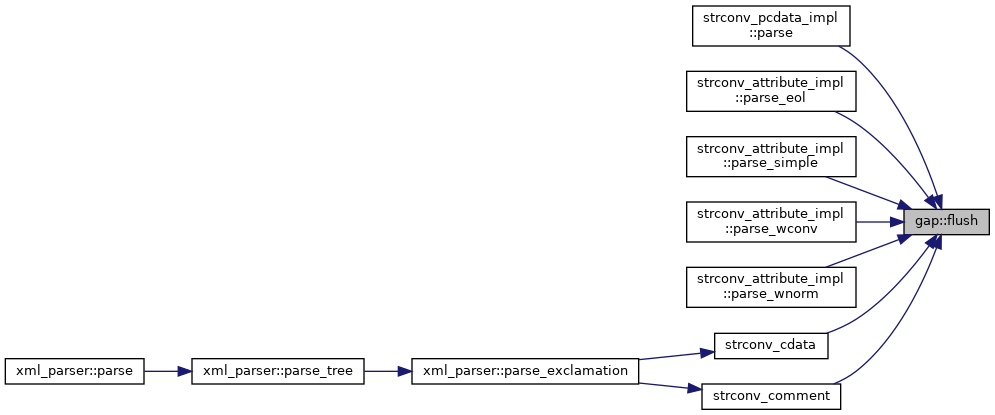 strconv_pcdata_impl
::parse
strconv_attribute_impl
::parse_eol
strconv_attribute_impl
::parse_simple
strconv_attribute_impl
::parse_wconv
gap::flush
strconv_attribute_impl
::parse_wnorm
strconv_cdata
xml_parser::parse
xml_parser::parse_tree
xml_parser::parse_exclamation
strconv_comment